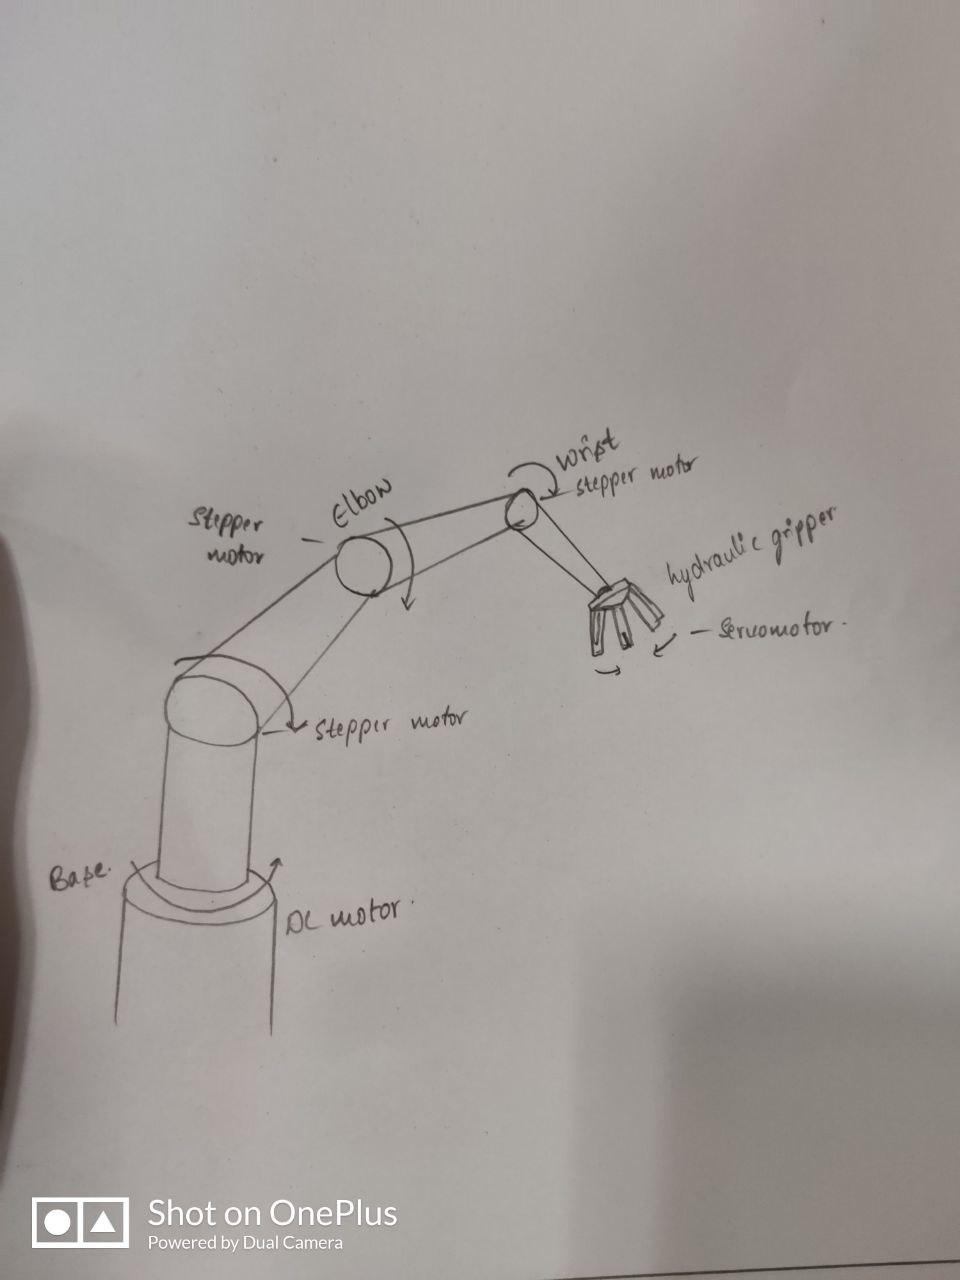 Wrist
stepper motor
Elbow
Stepper
motor
hydraulic gripper
Servomotor.
stepper motor
Base.
DC motor.
Shot on OnePlus
Powered by Dual Camera